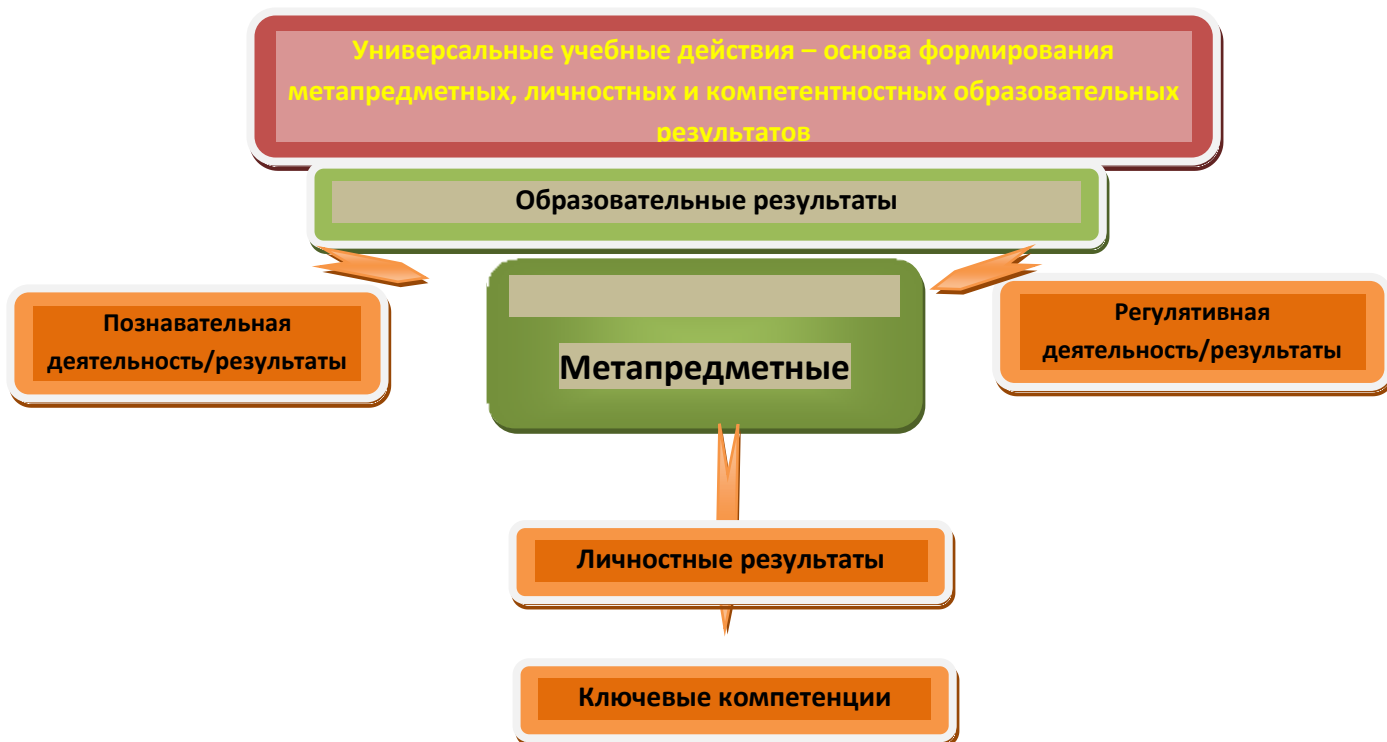 Универсальные учебные действия – основа формирования
метапредметных, личностных и компетентностных образовательных
результатов
Образовательные результаты
Познавательная
деятельность/результаты
Метапредметные
Регулятивная
деятельность/результаты
Личностные результаты
Ключевые компетенции